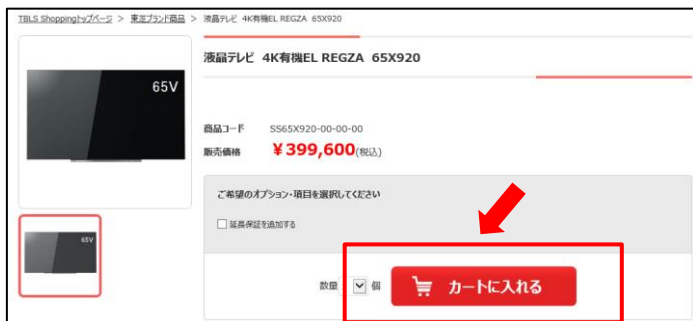 TBLS Shoppingトップページ > 東芝ブランド商品 > 液晶テレビ 4K有機EL REGZA 65X920
液晶テレビ 4K有機EL REGZA 65X920
65V
商品コード SS65X920-00-00-00
販売価格 ¥399,600(税込)
ご希望のオプション・項目を選択してください
延長保証を追加する
65V
数量 個
カートに入れる